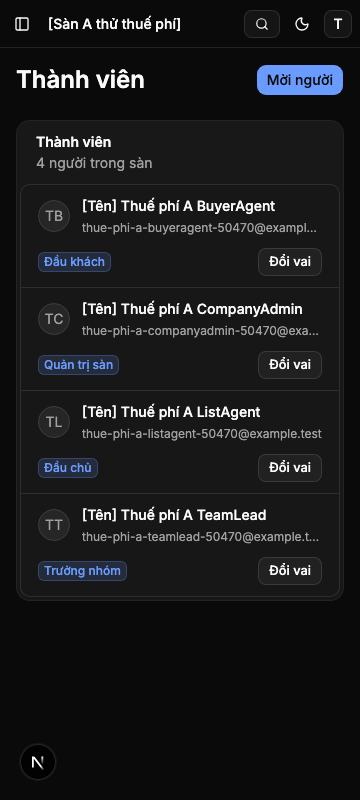 [Sàn A thử thuế phí]
T
Thành viên
Mời người
Thành viên
4 người trong sàn
TB
[Tên] Thuế phí A BuyerAgent
thue-phi-a-buyeragent-50470@exampl...
Đầu khách
Đổi vai
TC
[Tên] Thuế phí A CompanyAdmin
thue-phi-a-companyadmin-50470@exa...
Quản trị sàn
Đổi vai
TL
[Tên] Thuế phí A ListAgent
thue-phi-a-listagent-50470@example.test
Đầu chủ
Đổi vai
TT
[Tên] Thuế phí A TeamLead
thue-phi-a-teamlead-50470@example.t...
Trưởng nhóm
Đổi vai
N